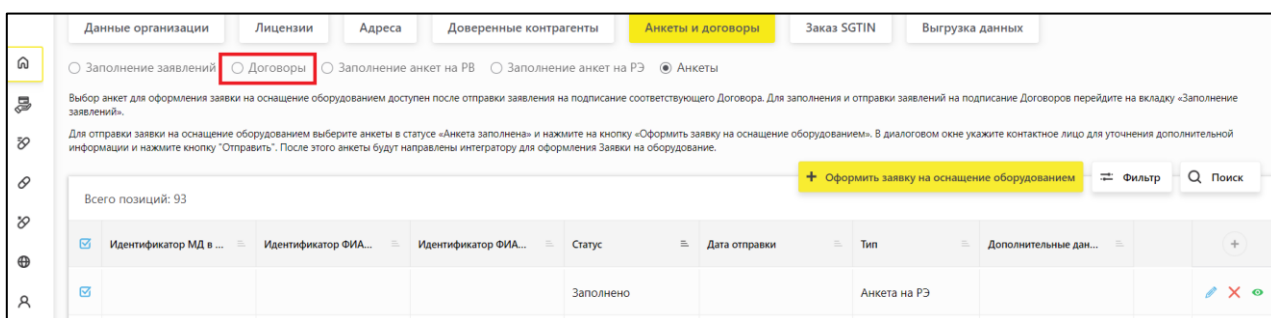 Данные организации Лицензии Адреса Доверенные контрагенты Анкеты и договоры Заказ SGTIN Выгрузка данных
Заполнение заявлений Договоры Заполнение анкет на РВ Заполнение анкет на РЭ Анкеты
Выбор анкет для оформления заявки на оснащение оборудованием доступен после отправки заявления на подписание соответствующего Договора. Для заполнения и отправки заявлений на подписание Договоров перейдите на вкладку «Заполнение
заявлений».
Для отправки заявки на оснащение оборудованием выберите анкеты в статусе «Анкета заполнена» и нажмите на кнопку «Оформить заявку на оснащение оборудованием». В диалоговом окне укажите контактное лицо для уточнения дополнительной
информации и нажмите кнопку "Отправить". После этого анкеты будут направлены интегратору для оформления Заявки на оборудование.
+ Оформить заявку на оснащение оборудованием Фильтр Поиск
Всего позиций: 93
Идентификатор МД в ... Идентификатор ФИА... Идентификатор ФИА... Статус Дата отправки Тип Дополнительные дан...
Заполнено Анкета на РЭ